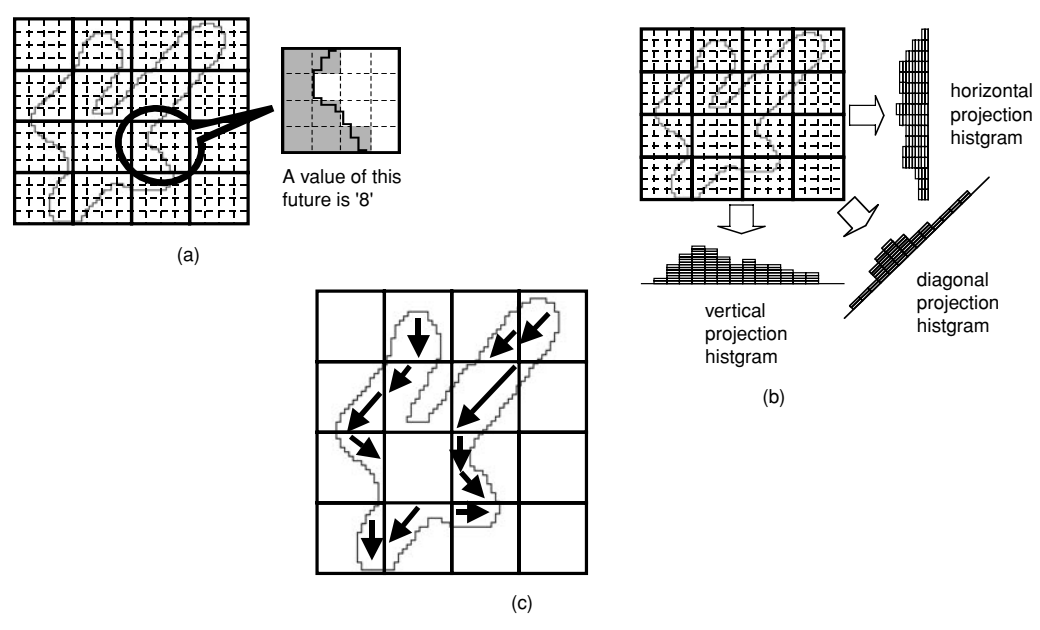 A value of this
future is '8'
(a)
horizontal
projection
histgram
vertical
projection
histgram
diagonal
projection
histgram
(b)
(c)